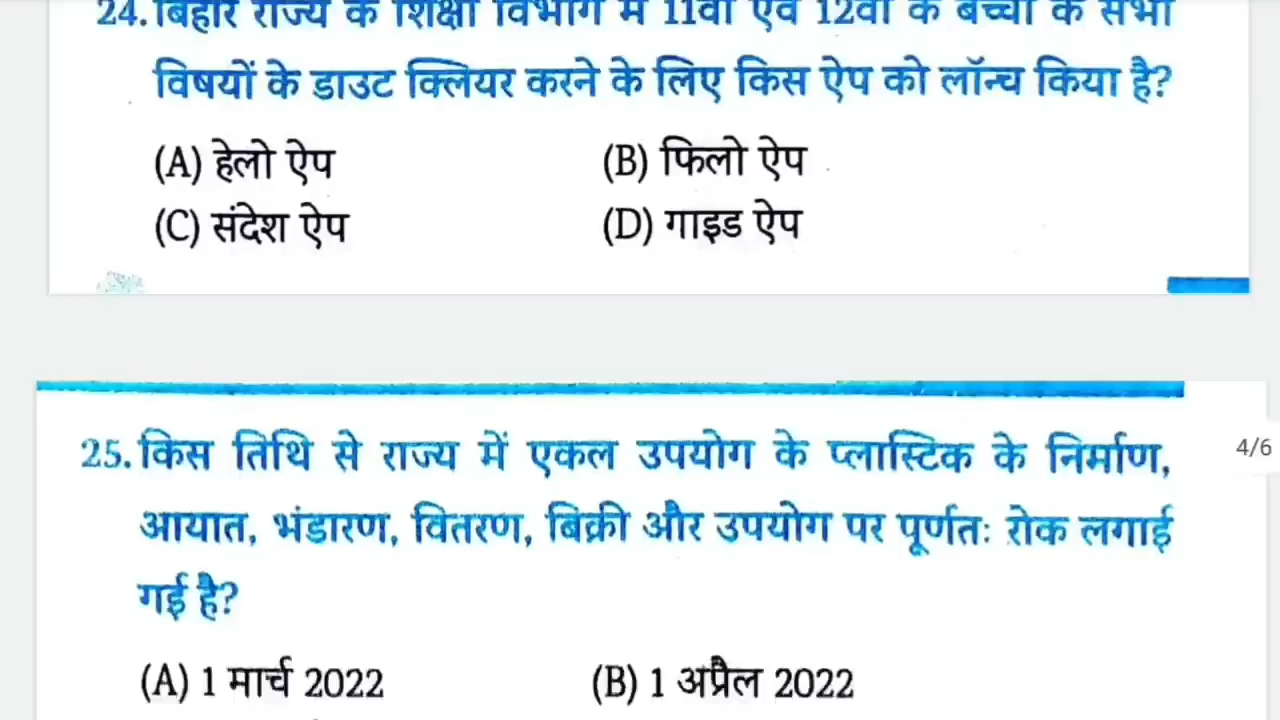 24. बिहार राज्य के शिक्षा विभाग में 11वीं एवं 12वीं के बच्चों के सभी
विषयों के डाउट क्लियर करने के लिए किस ऐप को लॉन्च किया है?
(A) हेलो ऐप (B) फिलो ऐप
(C) संदेश ऐप (D) गाइड ऐप
25. किस तिथि से राज्य में एकल उपयोग के प्लास्टिक के निर्माण,
4/6
आयात, भंडारण, वितरण, बिक्री और उपयोग पर पूर्णतः रोक लगाई
गई है?
(A) 1 मार्च 2022 (B) 1 अप्रैल 2022